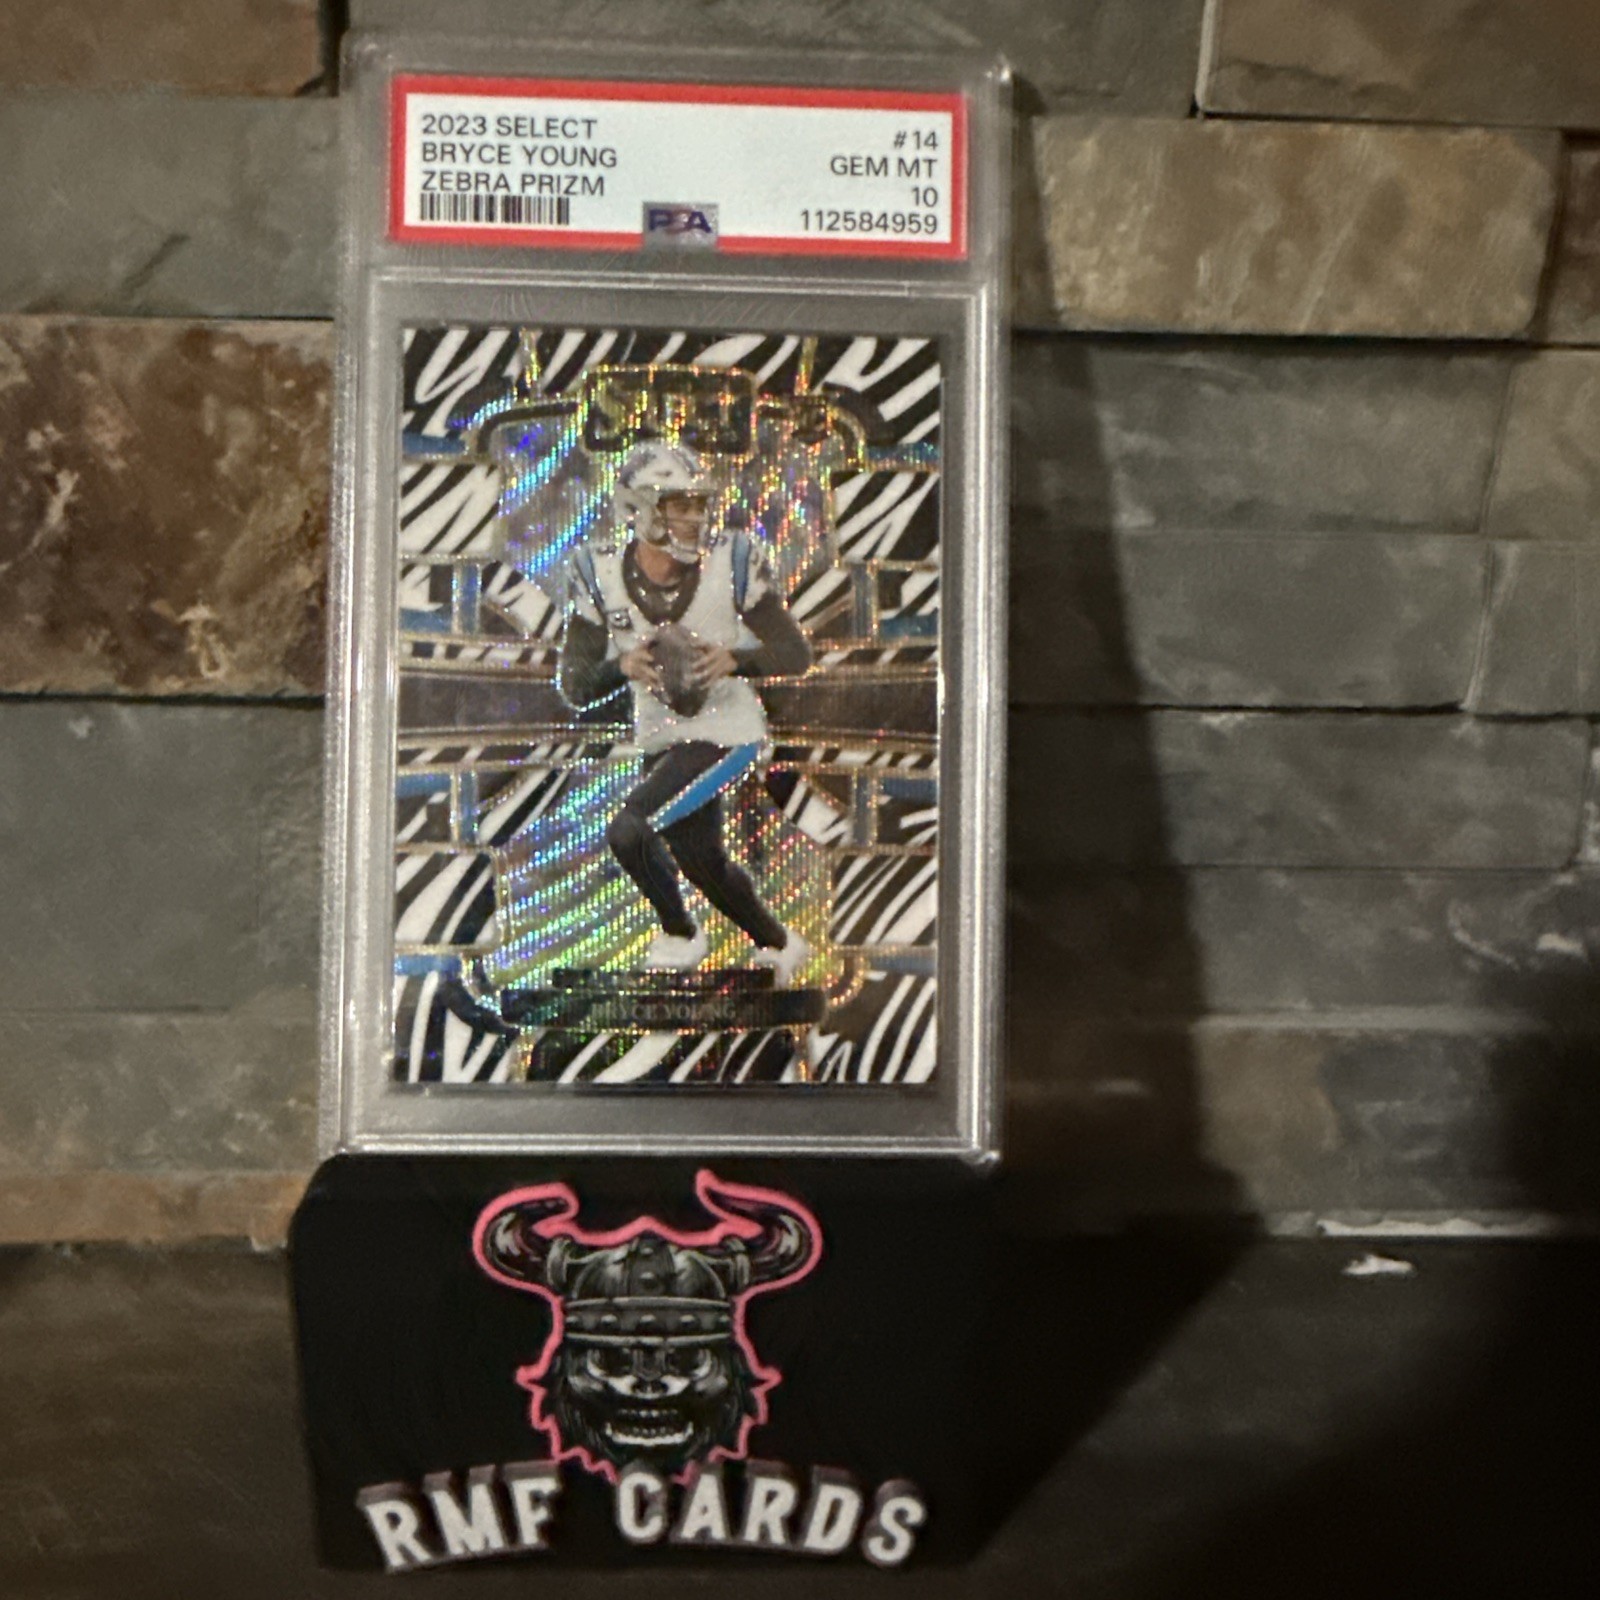 2023 SELECT
BRYCE YOUNG
ZEBRA PRIZM
#14
GEM MT
10
112584959
PSA
BRYCE YOUNG
RMF CARDS